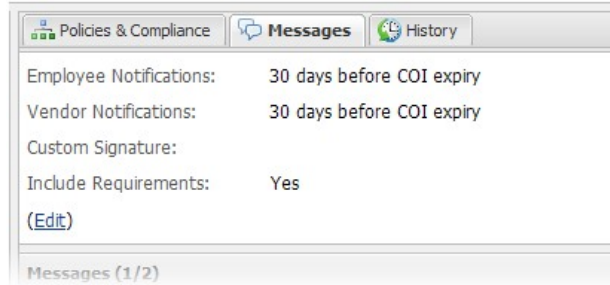 Policies & Compliance Messages History
Employee Notifications: 30 days before COI expiry
Vendor Notifications: 30 days before COI expiry
Custom Signature:
Include Requirements: Yes
(Edit)
Messages (1/2)